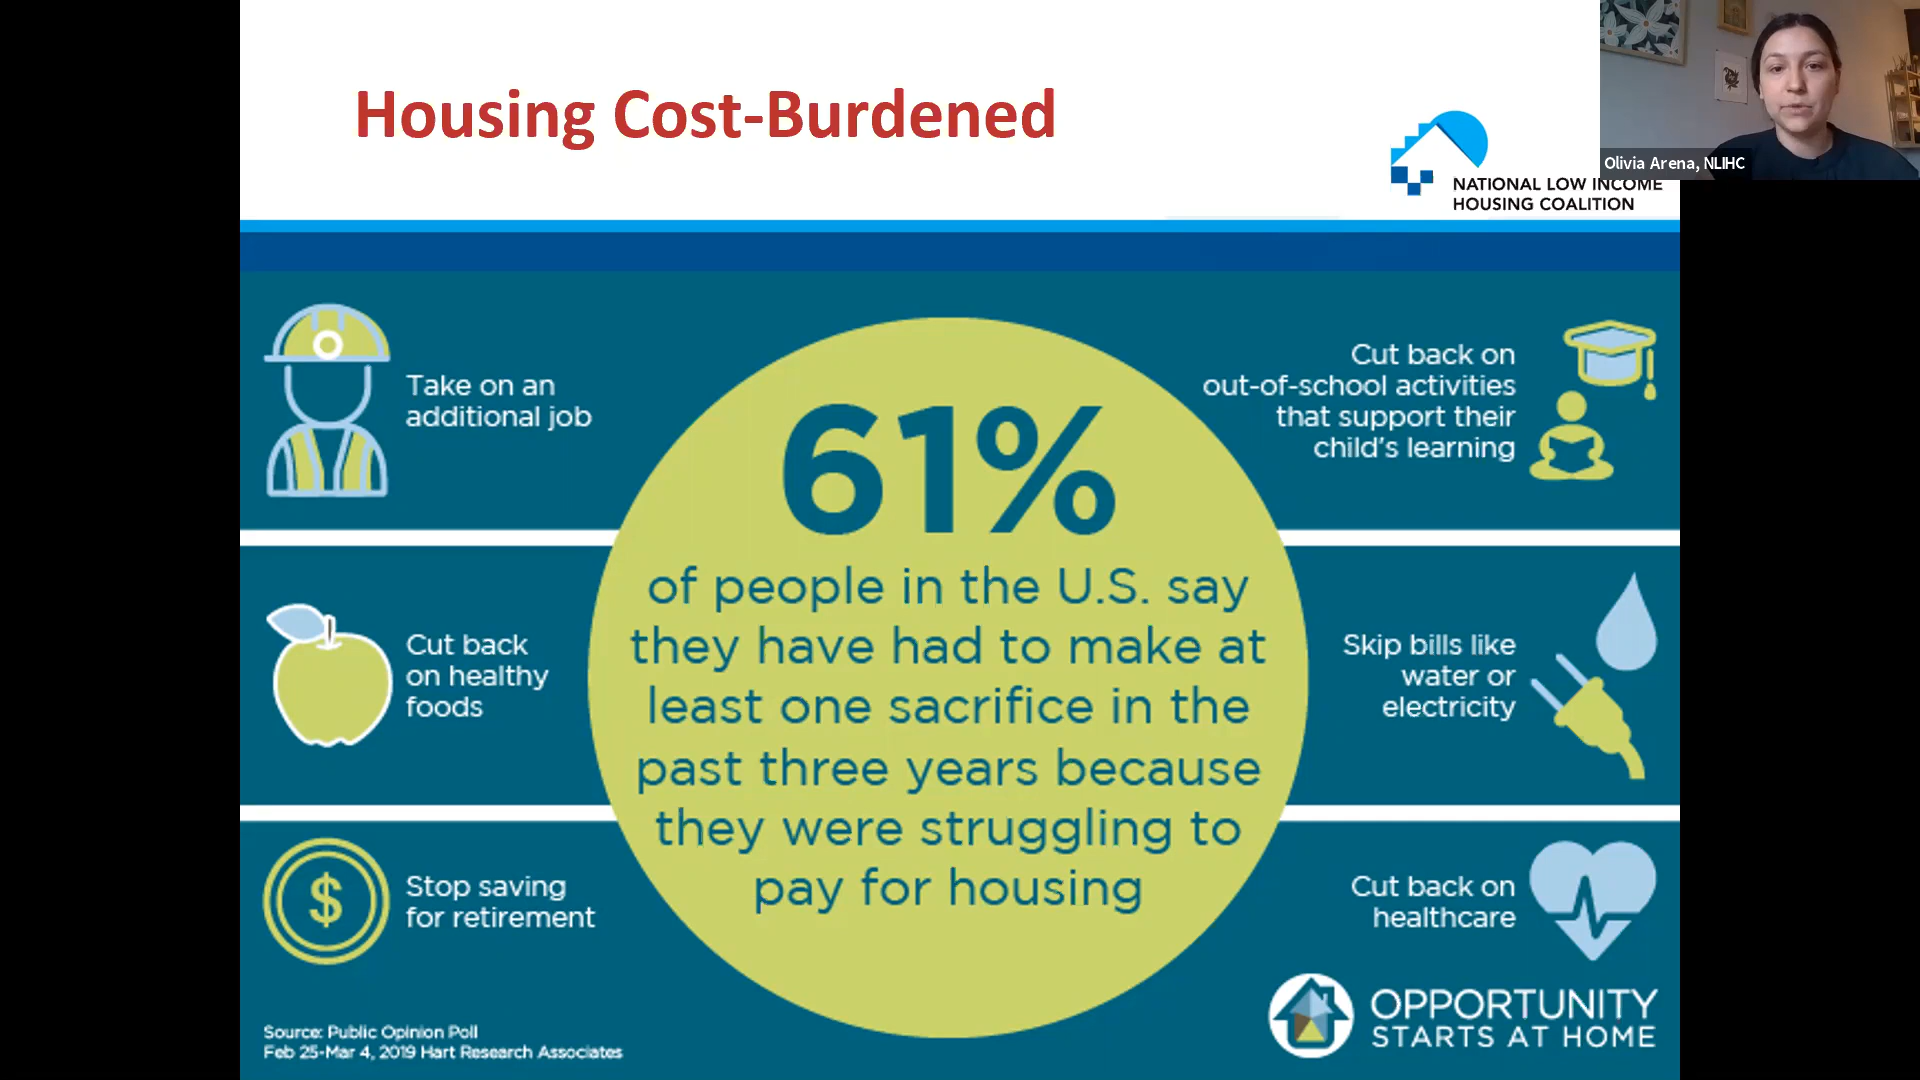 Housing Cost-Burdened
NATIONAL LOW INCOME
HOUSING COALITION
Olivia Arena, NLIHC
Take on an
additional job
Cut back
on healthy
foods
Stop saving
for retirement
$
61%
of people in the U.S. say
they have had to make at
least one sacrifice in the
past three years because
they were struggling to
pay for housing
Cut back on
out-of-school activities
that support their
child's learning
Skip bills like
water or
electricity
Cut back on
healthcare
Source: Public Opinion Poll
Feb 25-Mar 4, 2019 Hart Research Associates
OPPORTUNITY
STARTS AT HOME